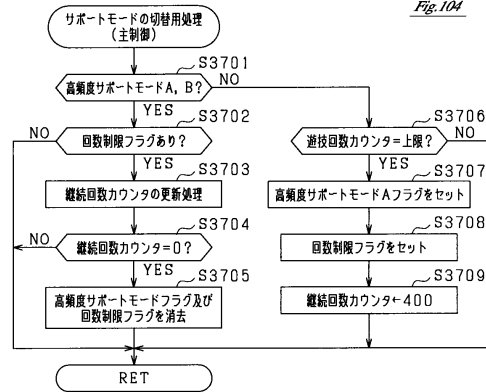 Fig.104
サポートモードの切替用処理
(主制御)
S3701
高頻度サポートモードA, B?
NO
YES
S3702
回数制限フラグあり?
NO
YES
S3703
継続回数カウンタの更新処理
S3704
継続回数カウンタ=0?
NO
YES
S3705
高頻度サポートモードフラグ及び
回数制限フラグを消去
S3706
遊技回数カウンタ=上限?
NO
YES
S3707
高頻度サポートモードAフラグをセット
S3708
回数制限フラグをセット
S3709
継続回数カウンタ←400
RET